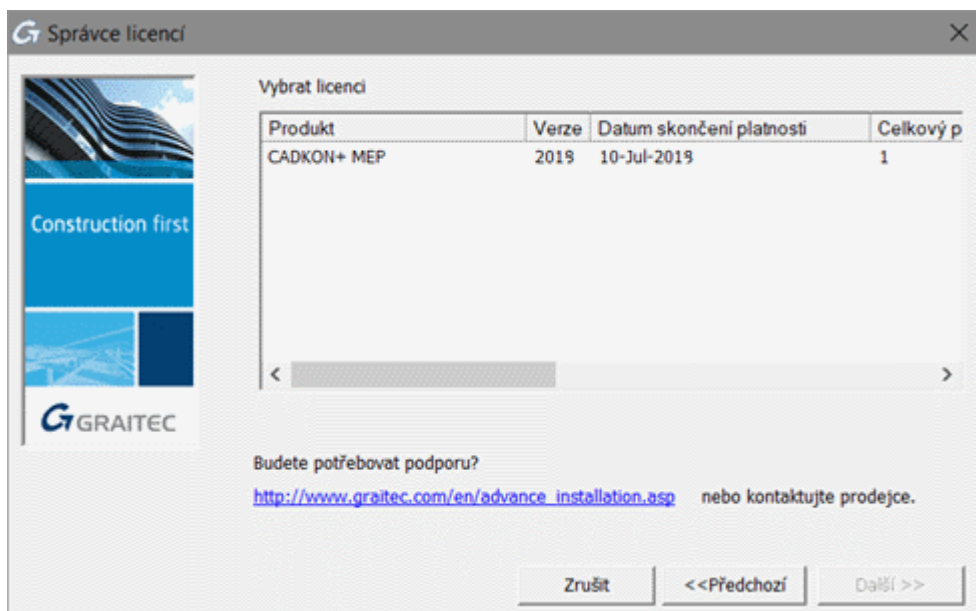 Správce licencí
Vybrat licenci
Produkt Verze Datum skončení platnosti Celkový p
CADKON+ MEP 2019 10-Jul-2019 1
Construction first
GRAITEC
Budete potřebovat podporu?
http://www.graitec.com/en/advance_installation.asp nebo kontaktujte prodejce.
Zrušit <<Předchozí Další >>